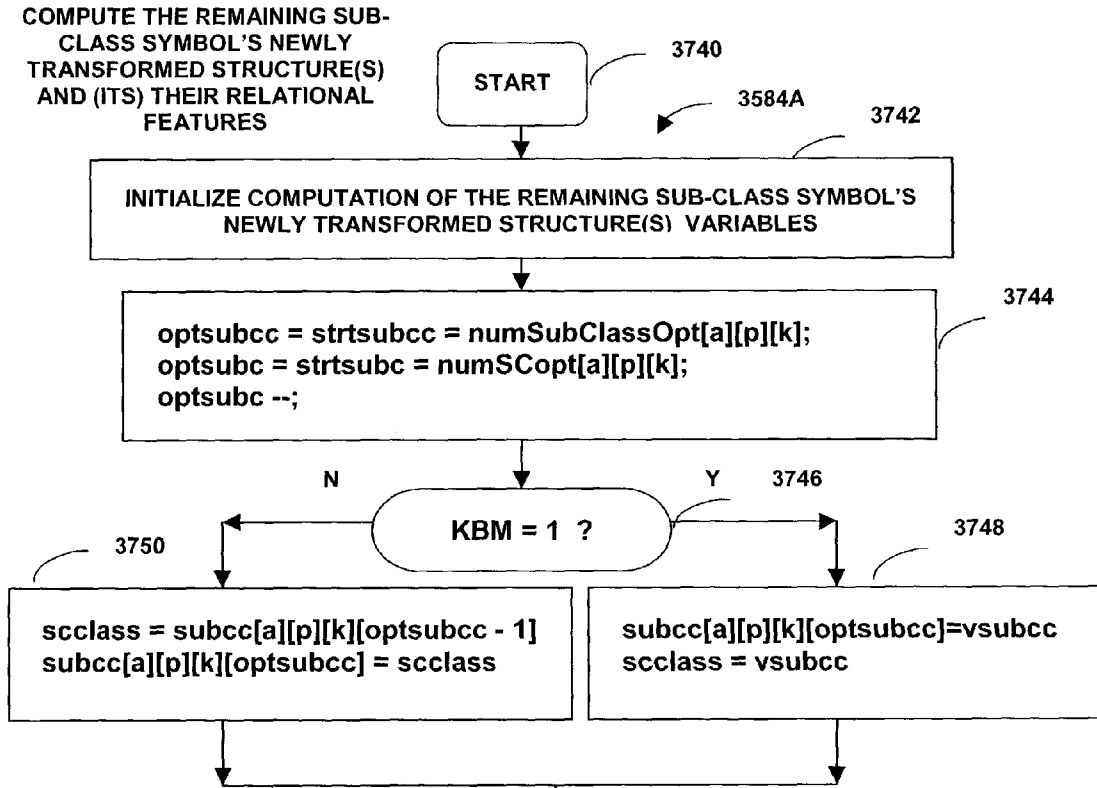 COMPUTE THE REMAINING SUB-
CLASS SYMBOL'S NEWLY
TRANSFORMED STRUCTURE(S)
AND (ITS) THEIR RELATIONAL
FEATURES
START
3740
3584A
3742
INITIALIZE COMPUTATION OF THE REMAINING SUB-CLASS SYMBOL'S
NEWLY TRANSFORMED STRUCTURE(S) VARIABLES
3744
optsubcc = strtsubcc = numSubClassOpt[a][p][k];
optsubc = strtsubc = numSCopt[a][p][k];
optsubc --;
N
Y
3746
KBM = 1 ?
3750
3748
scclass = subcc[a][p][k][optsubcc - 1]
subcc[a][p][k][optsubcc] = scclass
subcc[a][p][k][optsubcc]=vsubcc
scclass = vsubcc